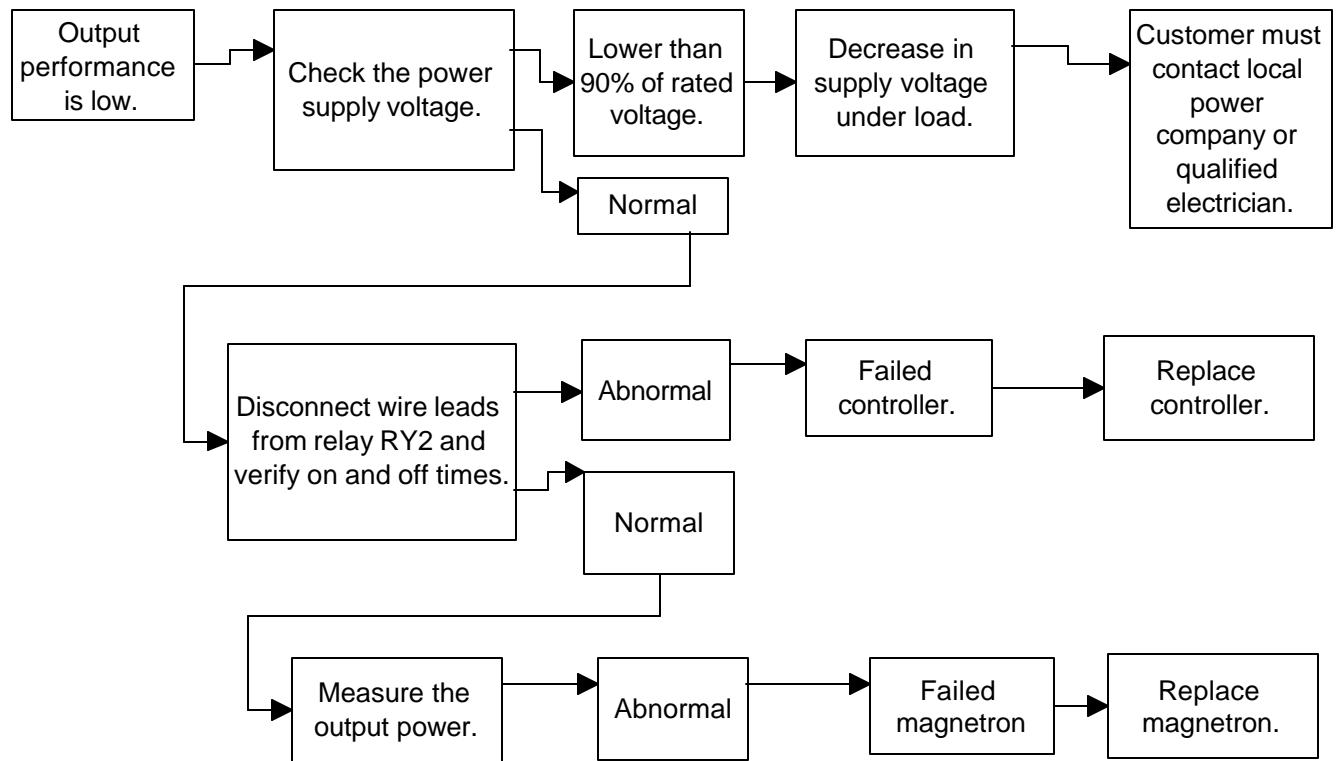 Output
performance
is low.
Check the power
supply voltage.
Lower than
90% of rated
voltage.
Decrease in
supply voltage
under load.
Customer must
contact local
power
company or
qualified
electrician.
Normal
Disconnect wire leads
from relay RY2 and
verify on and off times.
Abnormal
Failed
controller.
Replace
controller.
Normal
Measure the
output power.
Abnormal
Failed
magnetron
Replace
magnetron.